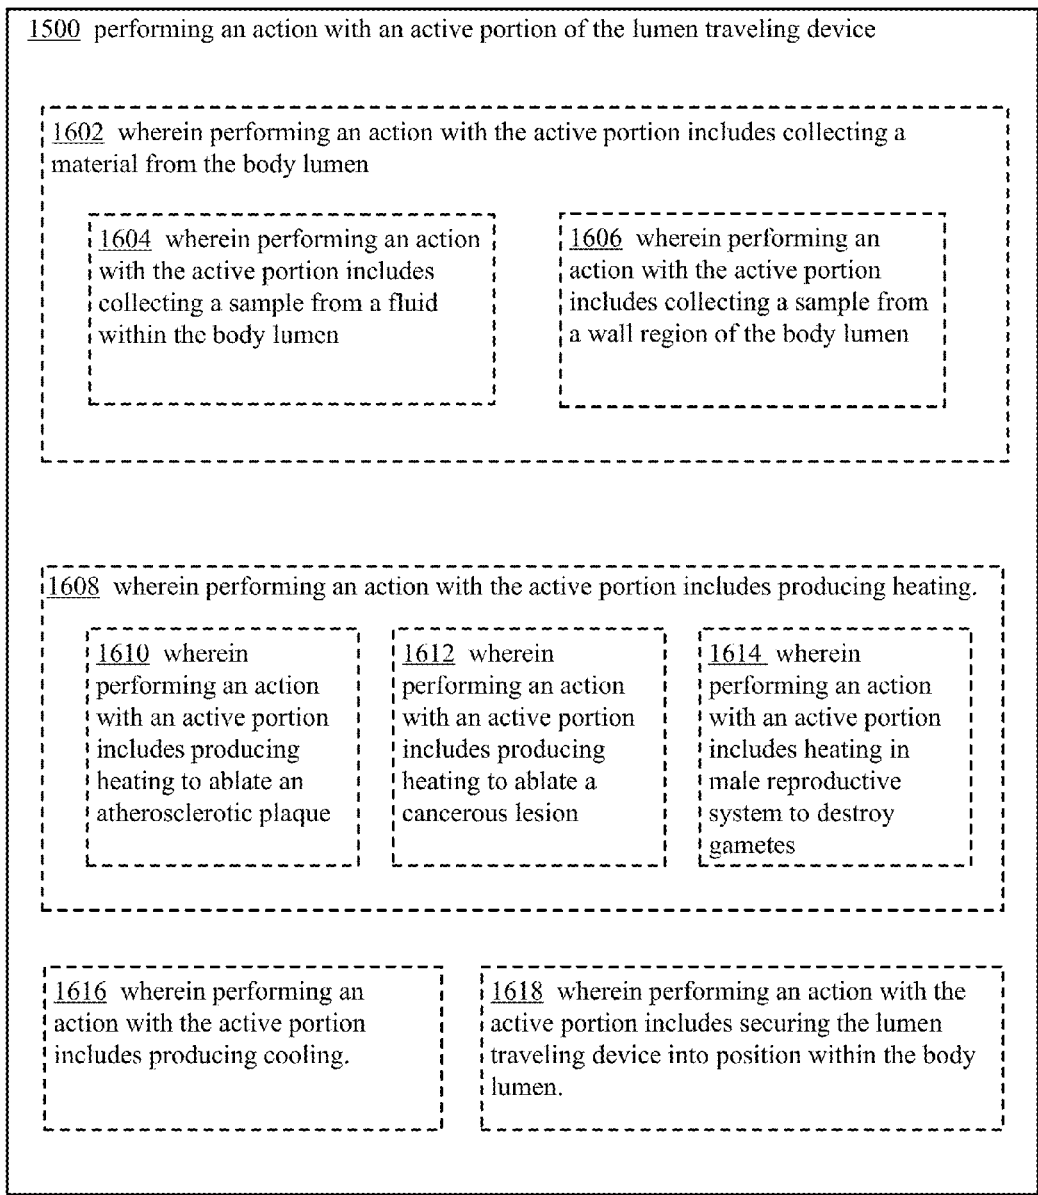 1500 performing an action with an active portion of the lumen traveling device
1602 wherein performing an action with the active portion includes collecting a
material from the body lumen
1604 wherein performing an action
with the active portion includes
collecting a sample from a fluid
within the body lumen
1606 wherein performing an
action with the active portion
includes collecting a sample from
a wall region of the body lumen
1608 wherein performing an action with the active portion includes producing heating.
1610 wherein
performing an action
with an active portion
includes producing
heating to ablate an
atherosclerotic plaque
1612 wherein
performing an action
with an active portion
includes producing
heating to ablate a
cancerous lesion
1614 wherein
performing an action
with an active portion
includes heating in
male reproductive
system to destroy
gametes
1616 wherein performing an
action with the active portion
includes producing cooling.
1618 wherein performing an action with the
active portion includes securing the lumen
traveling device into position within the body
lumen.